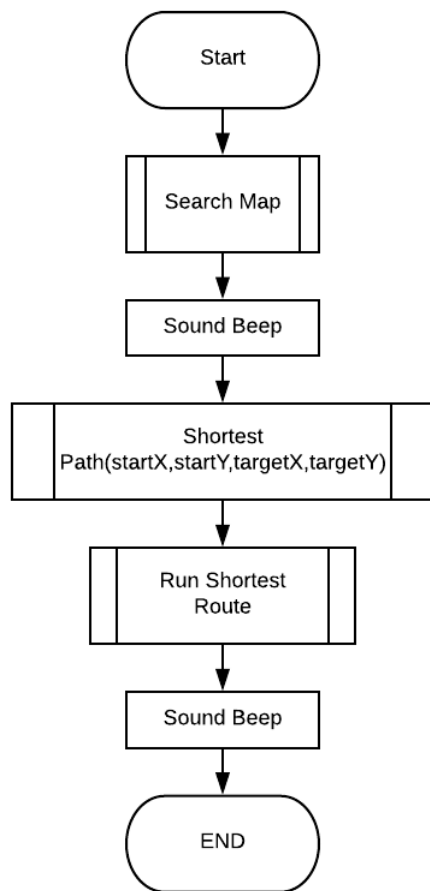 Start
Search Map
Sound Beep
Shortest
Path(startX,startY,targetX,targetY)
Run Shortest
Route
Sound Beep
END